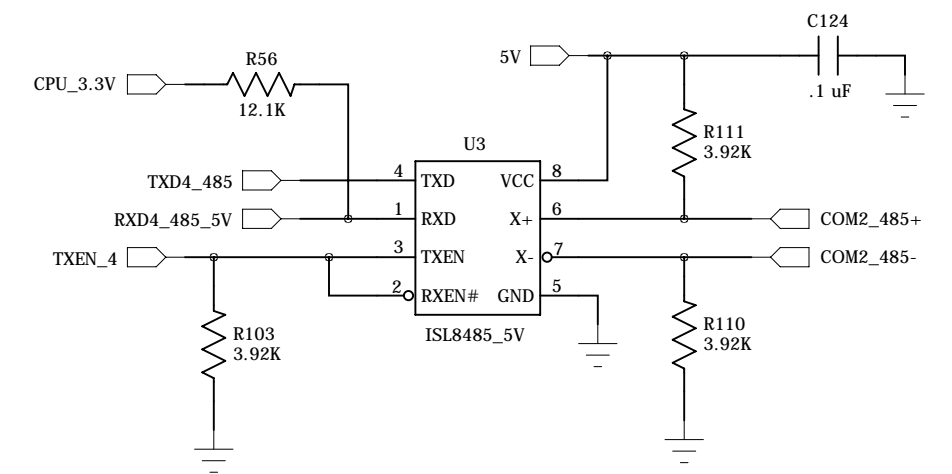 C124
5V
.1 uF
R56
CPU_3.3V
12.1K
R111
3.92K
U3
TXD4_485
4
TXD
VCC
8
RXD4_485_5V
1
RXD
X+
6
COM2_485+
TXEN_4
3
TXEN
X-
7
COM2_485-
2
RXEN#
GND
5
ISL8485_5V
R103
3.92K
R110
3.92K